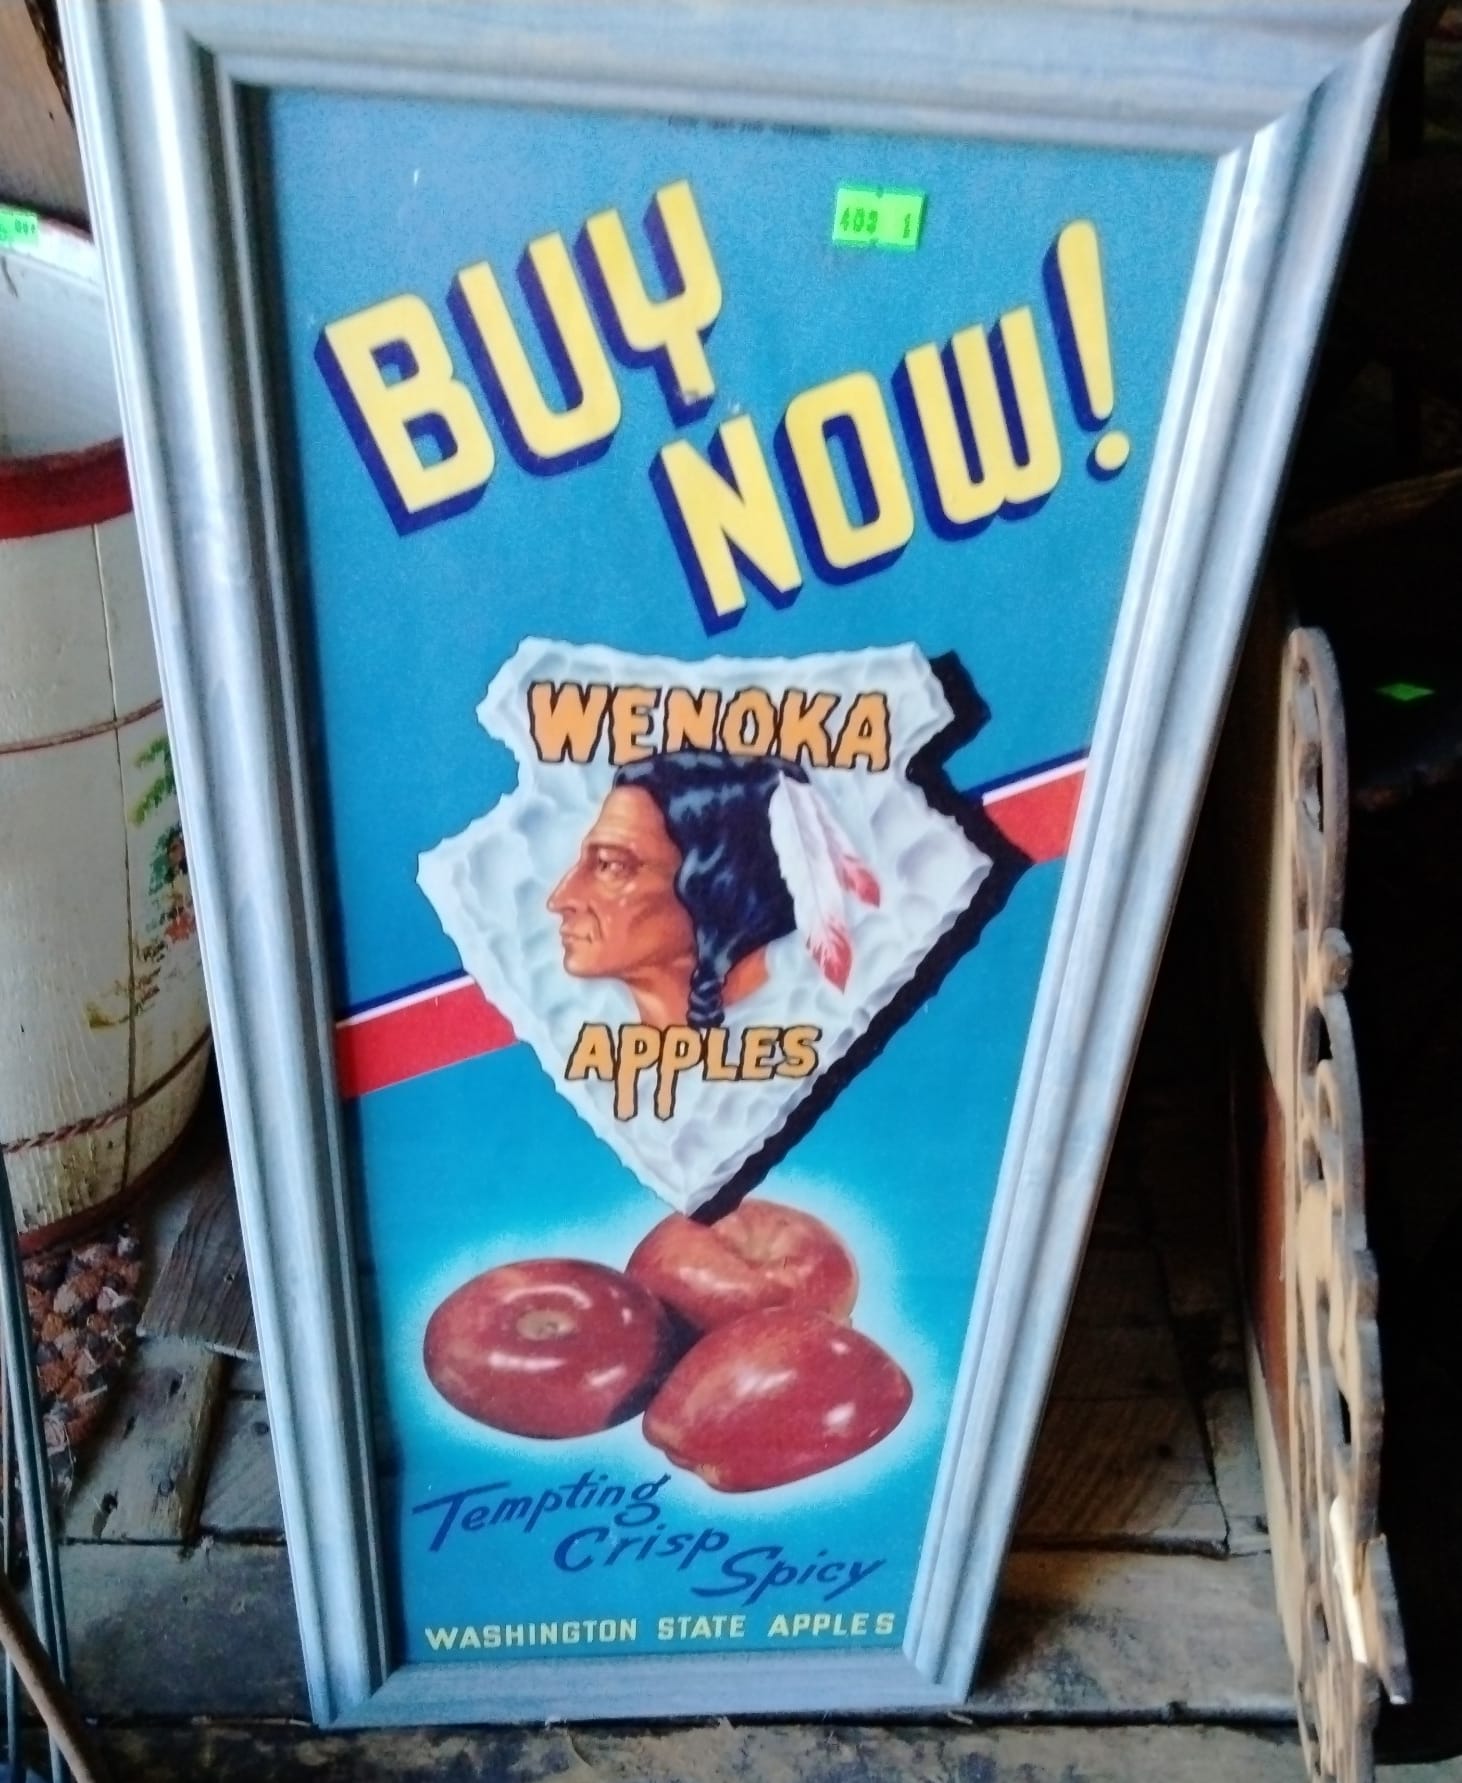 BUY
NOW!
WENOKA
APPLES
Tempting
Crisp
Spicy
WASHINGTON STATE APPLES